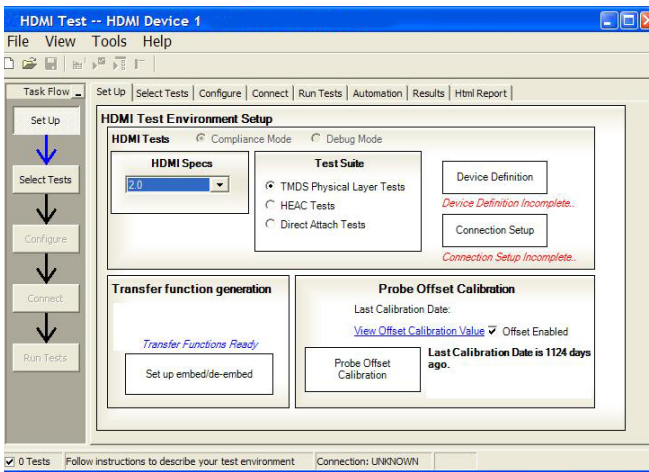 HDMI Test -- HDMI Device 1
File View Tools Help
Task Flow
Set Up
Select Tests
Configure
Connect
Run Tests
Set Up Select Tests Configure Connect Run Tests Automation Results Html Report
HDMI Test Environment Setup
HDMI Tests Compliance Mode Debug Mode
HDMI Specs
2.0
Test Suite
TMDS Physical Layer Tests
HEAC Tests
Direct Attach Tests
Device Definition
Device Definition Incomplete..
Connection Setup
Connection Setup Incomplete..
Transfer function generation
Transfer Functions Ready
Set up embed/de-embed
Probe Offset Calibration
Last Calibration Date:
View Offset Calibration Value Offset Enabled
Probe Offset
Calibration
Last Calibration Date is 1124 days
ago.
0 Tests Follow instructions to describe your test environment Connection: UNKNOWN